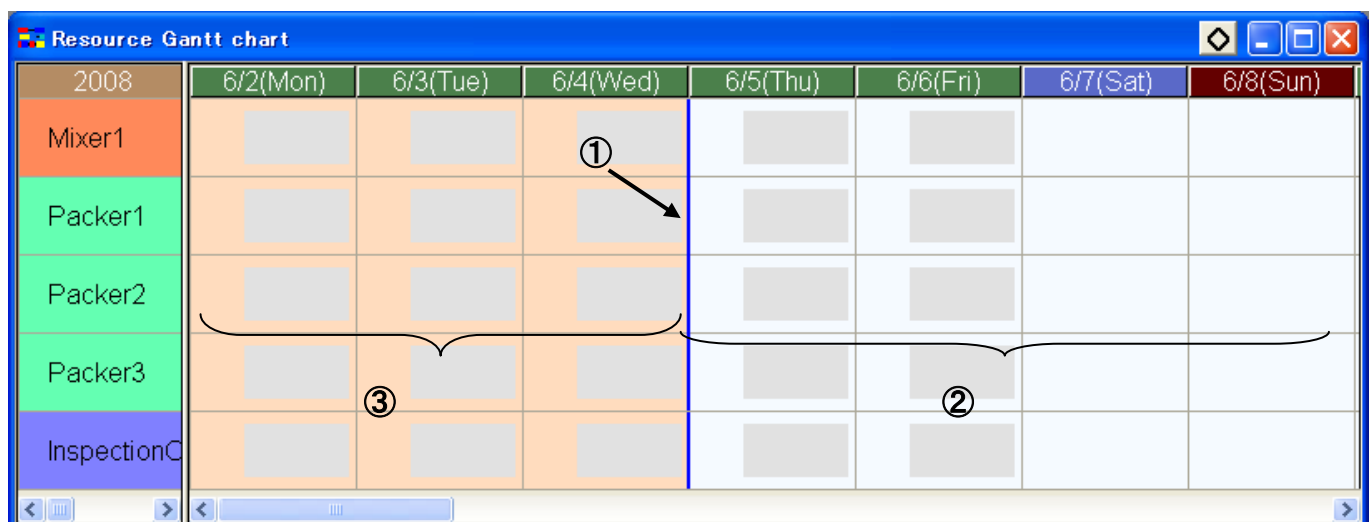 Resource Gantt chart
2008 6/2(Mon) 6/3(Tue) 6/4(Wed) 6/5(Thu) 6/6(Fri) 6/7(Sat) 6/8(Sun)
Mixer1
①
Packer1
Packer2
Packer3
③ ②
InspectionC